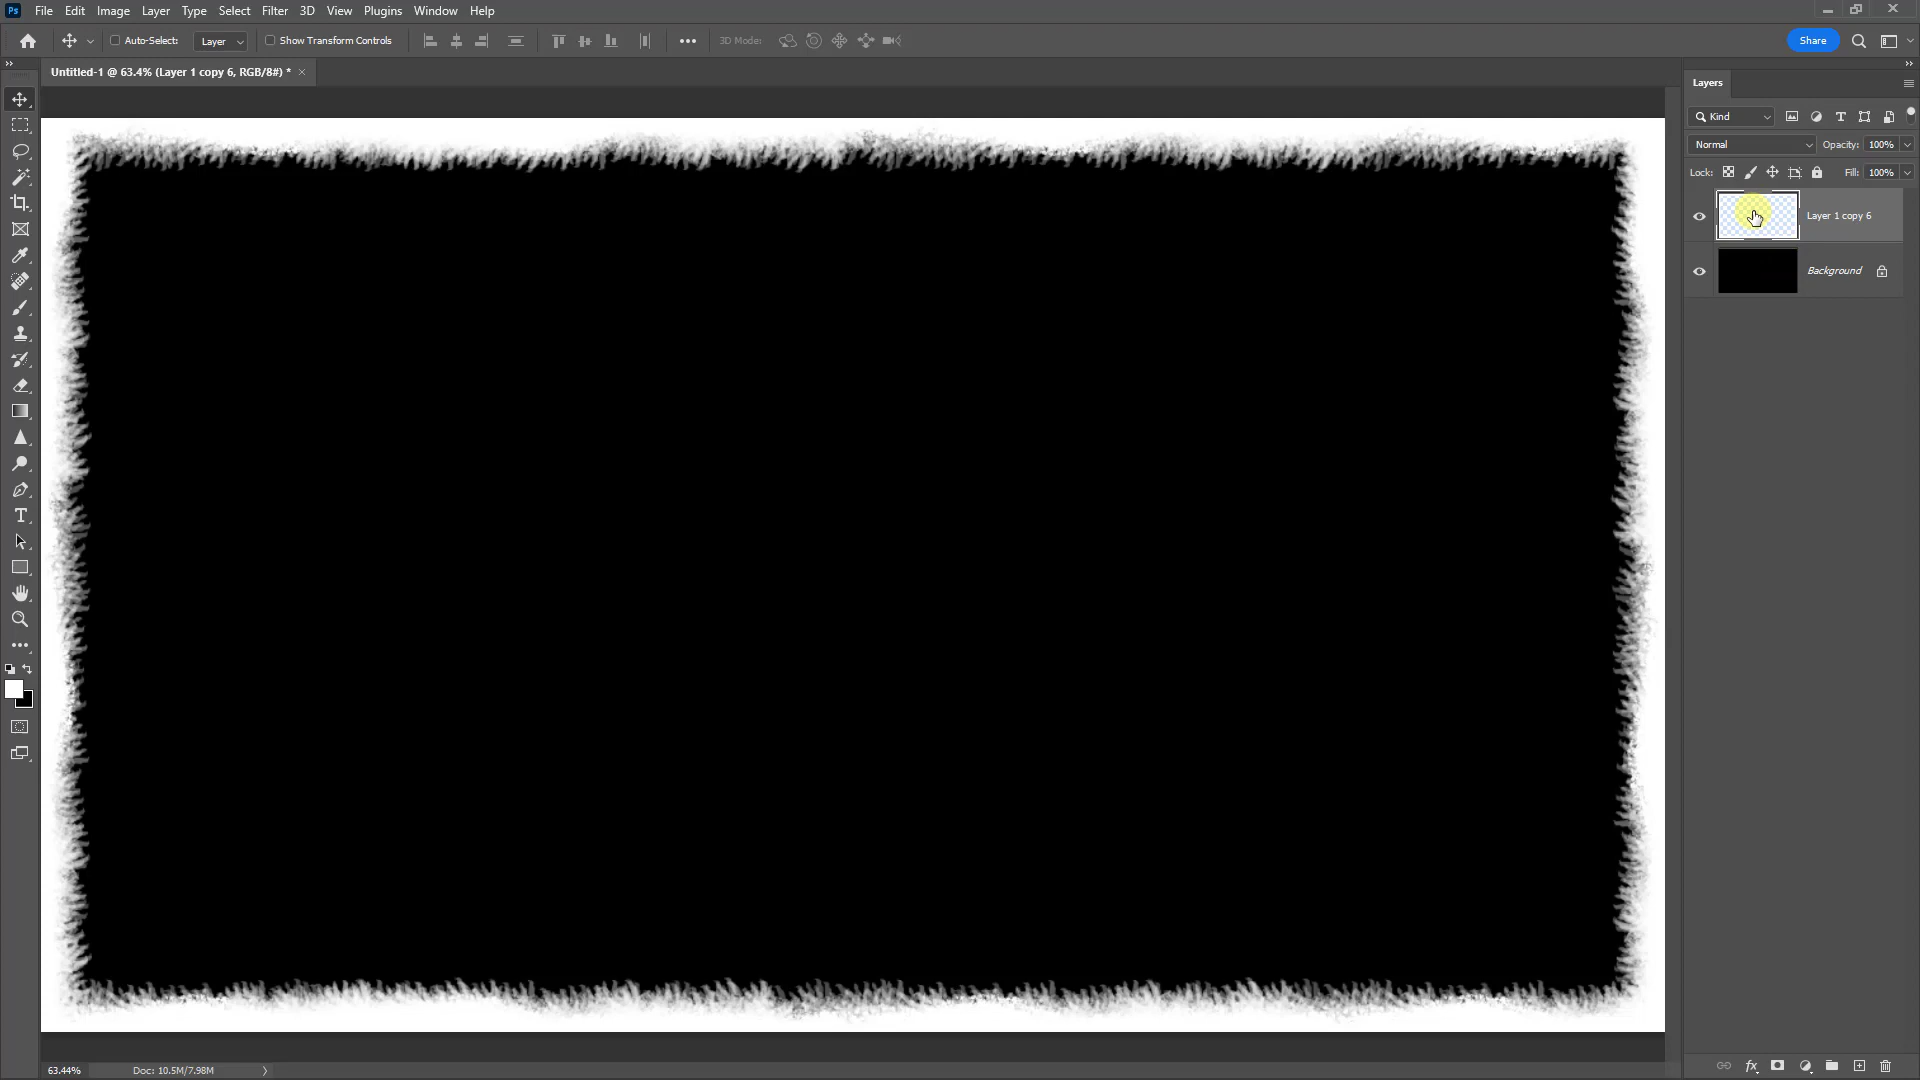 Ps File Edit Image Layer Type Select Filter 3D View Plugins Window Help
Auto-Select: Layer Show Transform Controls 3D Mode: Share
Untitled-1 @ 63.4% (Layer 1 copy 6, RGB/8#) *
Layers
Kind
Normal Opacity: 100%
Lock: Fill: 100%
Layer 1 copy 6
Background
T
63.44% Doc: 10.5M/7.98M
fx